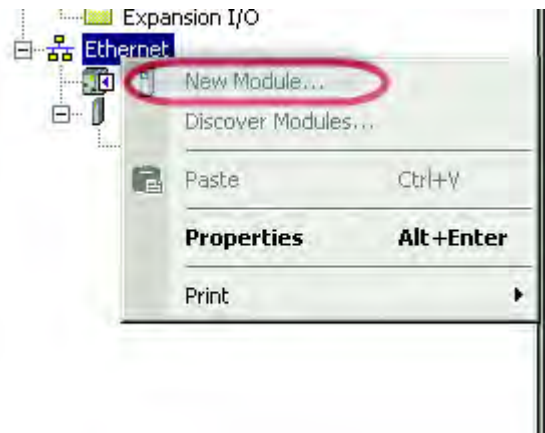 Expansion I/O
Ethernet
New Module...
Discover Modules...
Paste Ctrl+V
Properties Alt+Enter
Print